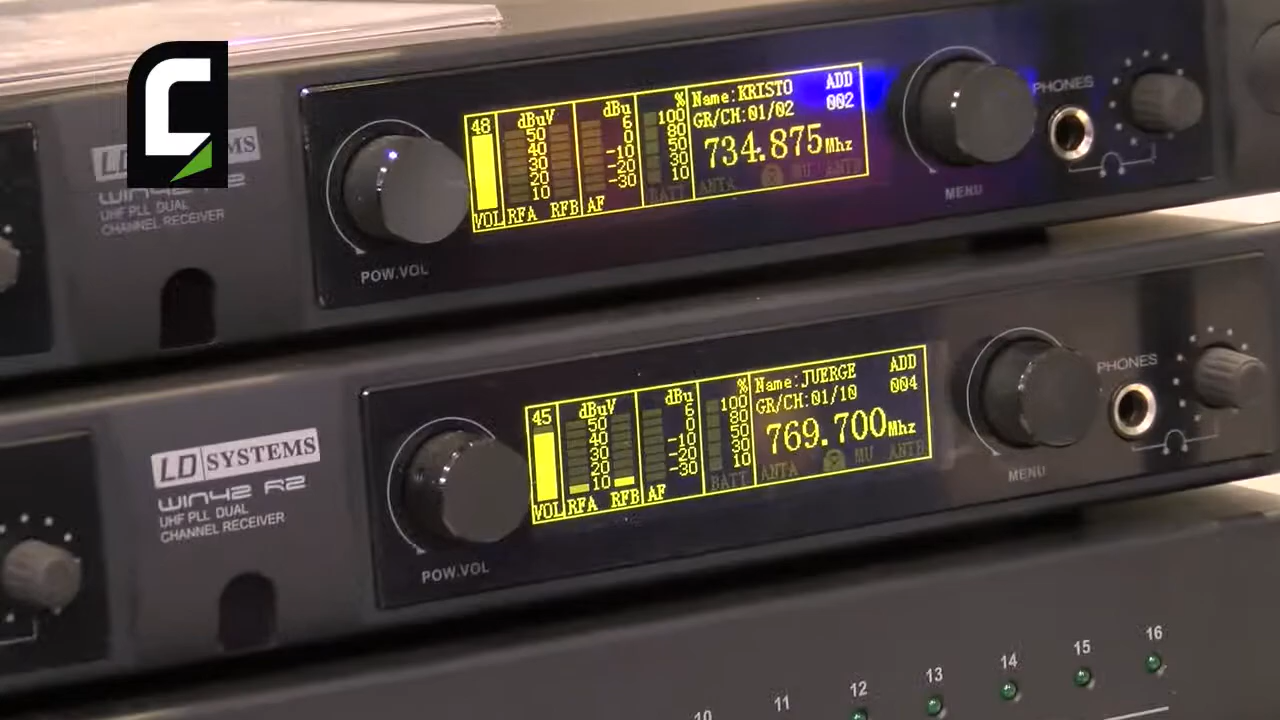 LD SYSTEMS
WIN42 R2
UHF PLL DUAL
CHANNEL RECEIVER
POW.VOL
48
VOL
dBuV
50
40
30
20
10
RFA RFB
dBu
6
0
-10
-20
-30
AF
%
100
80
50
30
10
BATT
Name:KRISTO
ADD
GR/CH:01/02
002
734.875Mhz
ANTA MU ANTB
MENU
PHONES
LD SYSTEMS
WIN42 R2
UHF PLL DUAL
CHANNEL RECEIVER
POW.VOL
45
VOL
dBuV
50
40
30
20
10
RFA RFB
dBu
6
0
-10
-20
-30
AF
%
100
80
50
30
10
BATT
Name:JUERGE
ADD
GR/CH:01/10
004
769.700Mhz
ANTA MU ANTB
MENU
PHONES
10 11 12 13 14 15 16